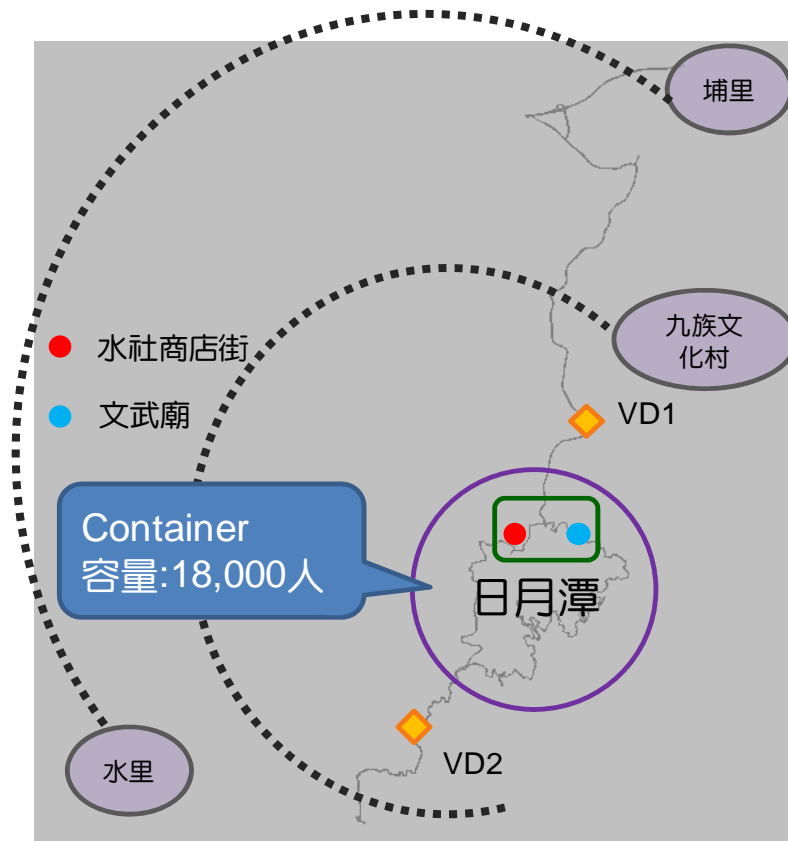 埔里
九族文
化村
水社商店街
文武廟
VD1
Container
容量:18,000人
日月潭
VD2
水里